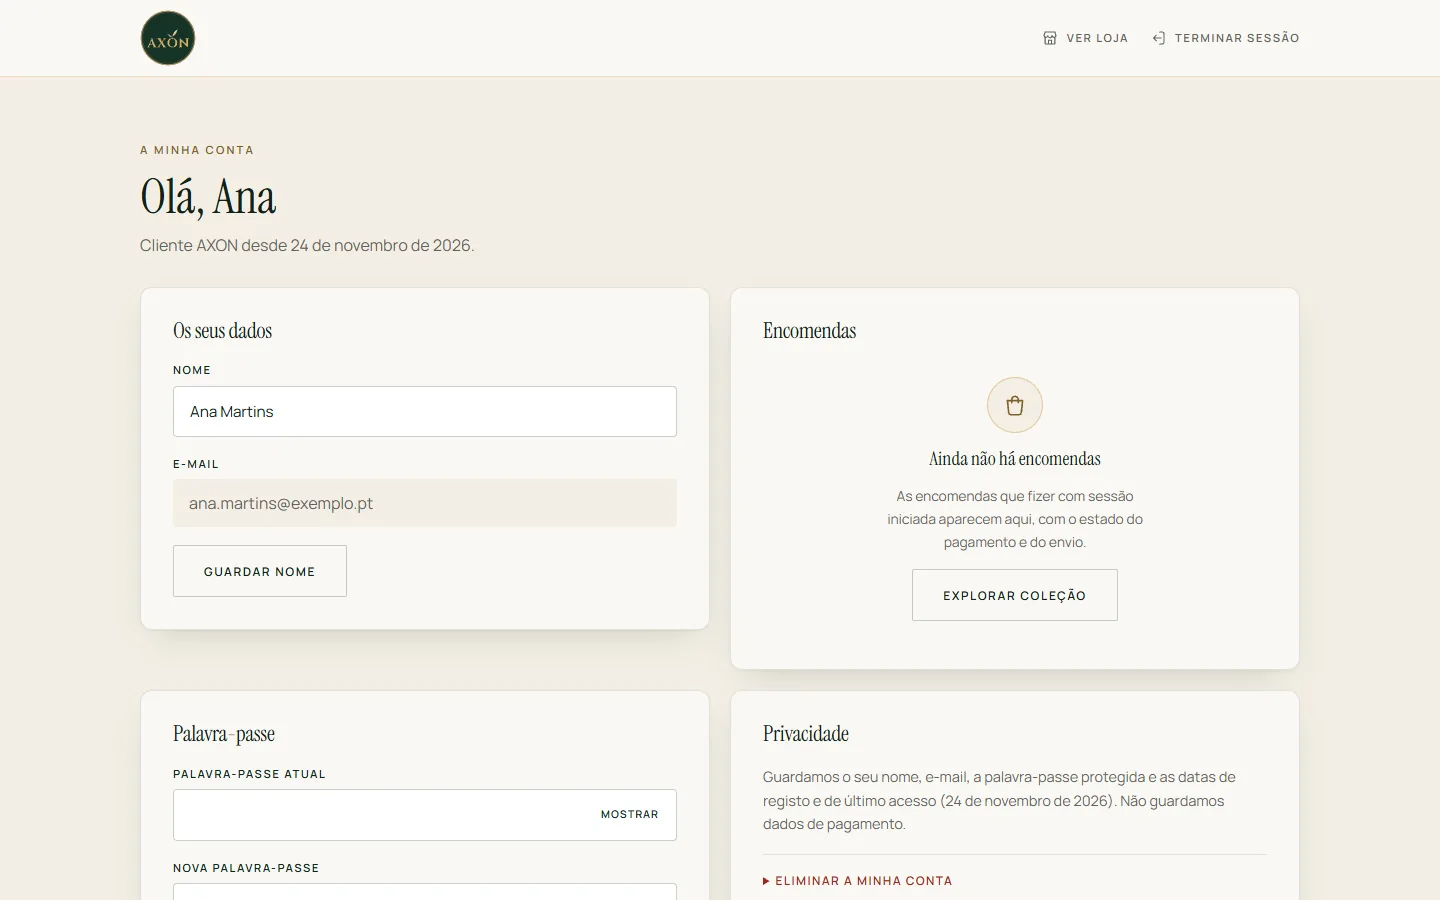 AXON
VER LOJA
TERMINAR SESSÃO
A MINHA CONTA
Olá, Ana
Cliente AXON desde 24 de novembro de 2026.
Os seus dados
NOME
Ana Martins
E-MAIL
ana.martins@exemplo.pt
GUARDAR NOME
Encomendas
Ainda não há encomendas
As encomendas que fizer com sessão
iniciada aparecem aqui, com o estado do
pagamento e do envio.
EXPLORAR COLEÇÃO
Palavra-passe
PALAVRA-PASSE ATUAL
MOSTRAR
NOVA PALAVRA-PASSE
Privacidade
Guardamos o seu nome, e-mail, a palavra-passe protegida e as datas de
registo e de último acesso (24 de novembro de 2026). Não guardamos
dados de pagamento.
ELIMINAR A MINHA CONTA